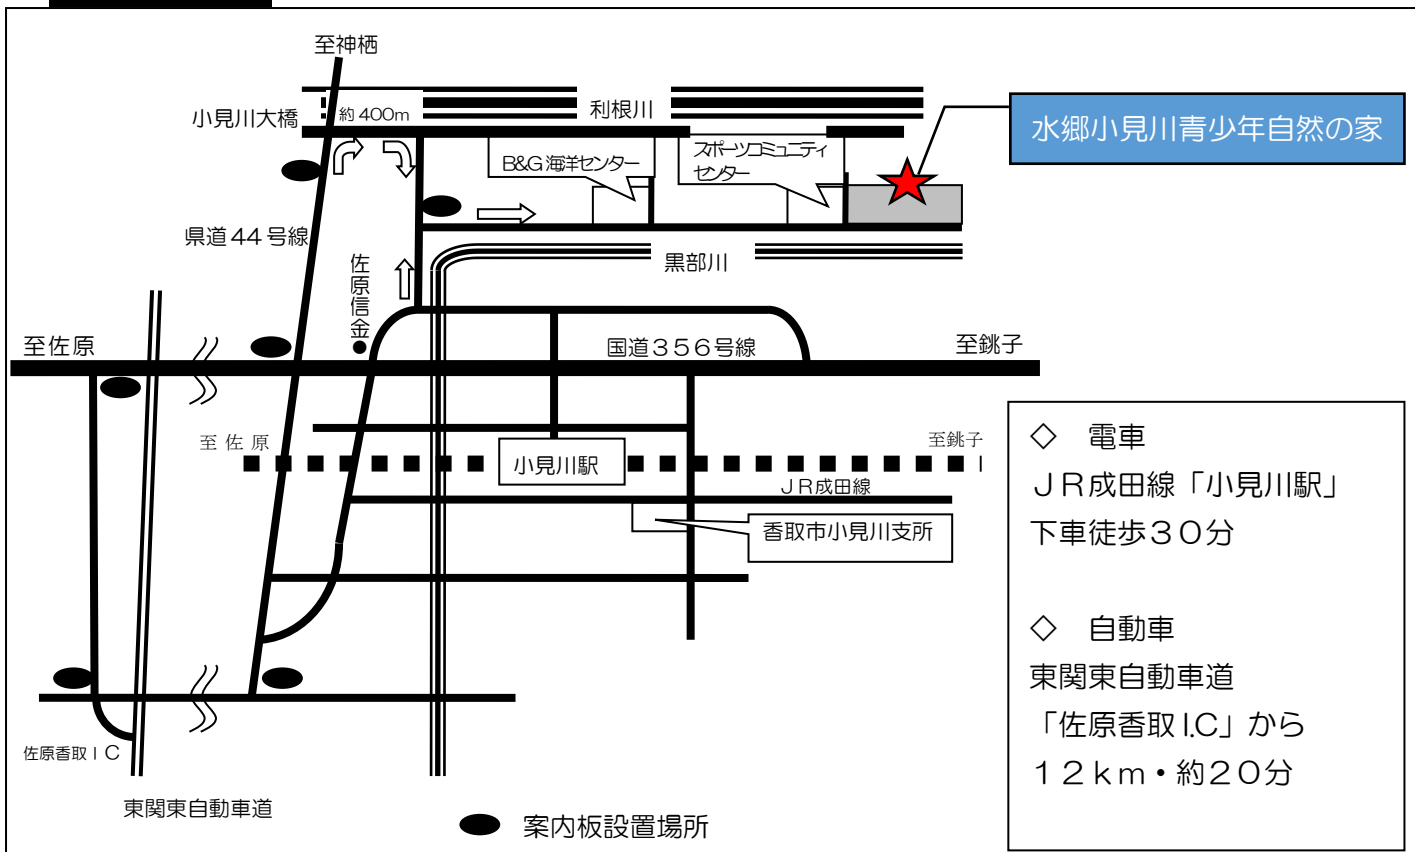 至神栖
小見川大橋
約400m
利根川
水郷小見川青少年自然の家
B&G海洋センター
スポーツコミュニティ
センター
県道44号線
黒部川
佐原信金
至佐原
国道356号線
至銚子
至佐原
小見川駅
至銚子
JR成田線
香取市小見川支所
佐原香取IC
東関東自動車道
案内板設置場所
◇ 電車
JR成田線「小見川駅」
下車徒歩30分
◇ 自動車
東関東自動車道
「佐原香取I.C」から
12km・約20分